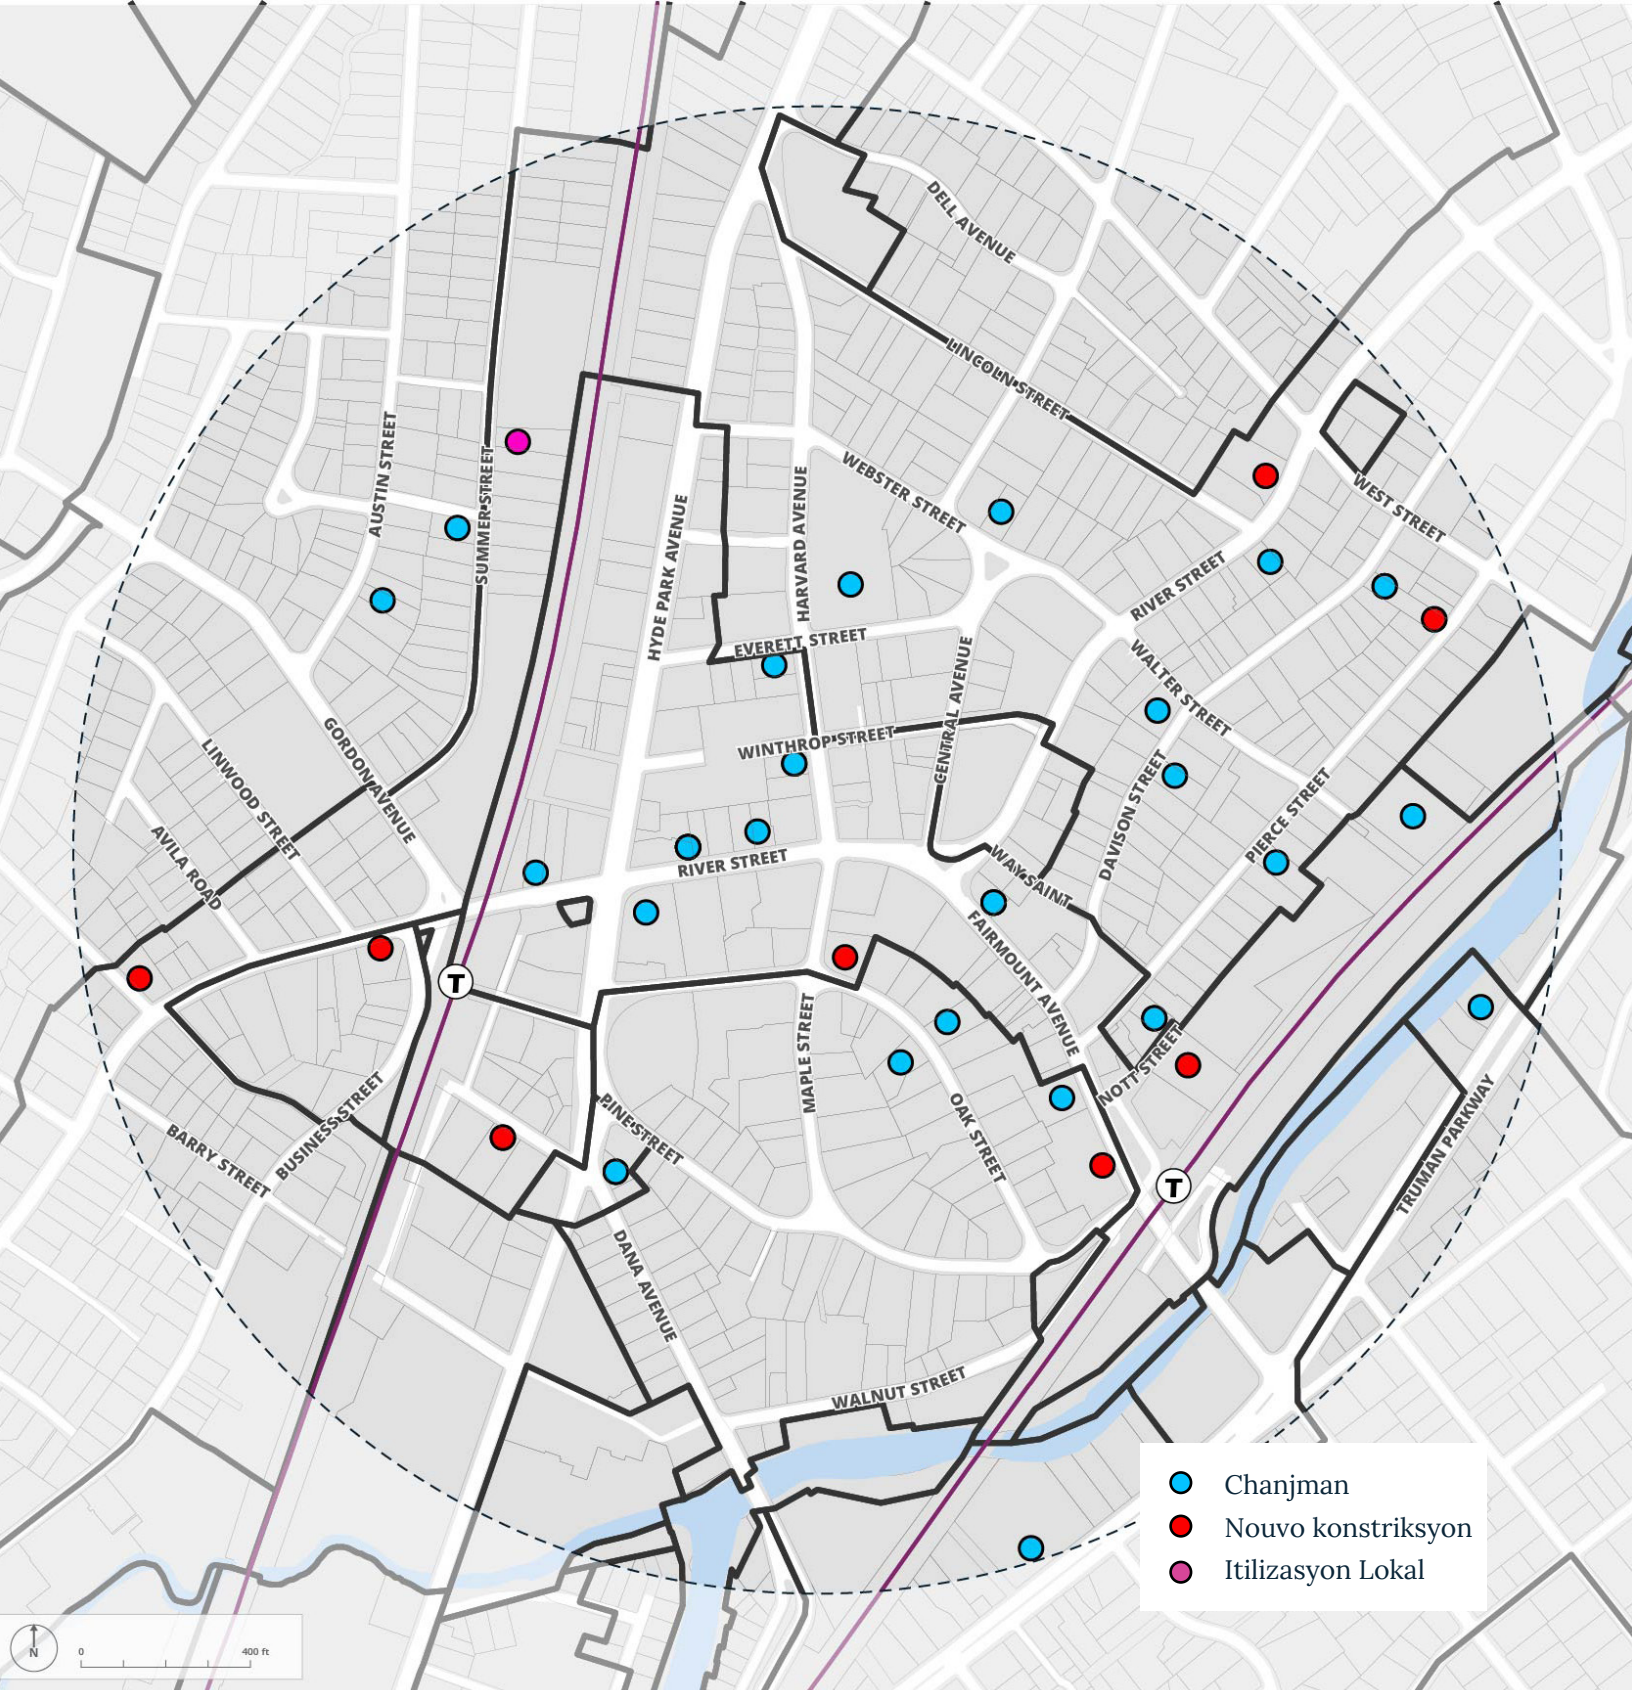 DELL AVENUE
LINCOLN STREET
WEBSTER STREET
WEST STREET
AUSTIN STREET
SUMMER STREET
HYDE PARK AVENUE
HARVARD AVENUE
RIVER STREET
EVERETT STREET
CENTRAL AVENUE
WALTER STREET
WINTHROP STREET
GORDON AVENUE
LINWOOD STREET
AVILA ROAD
DAVISON STREET
PIERCE STREET
RIVER STREET
WAY SAINT
FAIRMOUNT AVENUE
T
MAPLE STREET
NOTT STREET
BUSINESS STREET
BARRY STREET
PINE STREET
OAK STREET
TRUMAN PARKWAY
T
DANA AVENUE
WALNUT STREET
Chanjman
Nouvo konstriksyon
Itilizasyon Lokal
N
0
400 ft